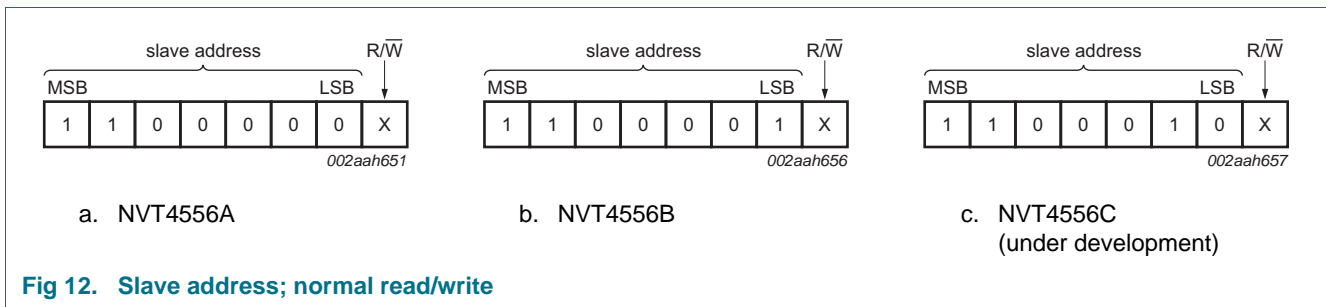 slave address R/W̅ slave address R/W̅ slave address R/W̅
MSB LSB MSB LSB MSB LSB
1 1 0 0 0 0 0 X 1 1 0 0 0 0 1 X 1 1 0 0 0 1 0 X
002aah651 002aah656 002aah657
a. NVT4556A b. NVT4556B c. NVT4556C
(under development)
Fig 12. Slave address; normal read/write